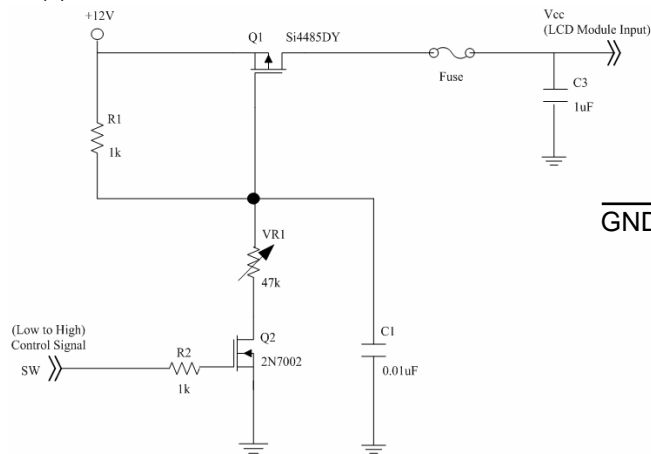 +12V
Q1 Si4485DY
Vcc
(LCD Module Input)
Fuse
C3
1uF
R1
1k
GND
VR1
47k
(Low to High)
Control Signal
SW
R2
1k
Q2
2N7002
C1
0.01uF